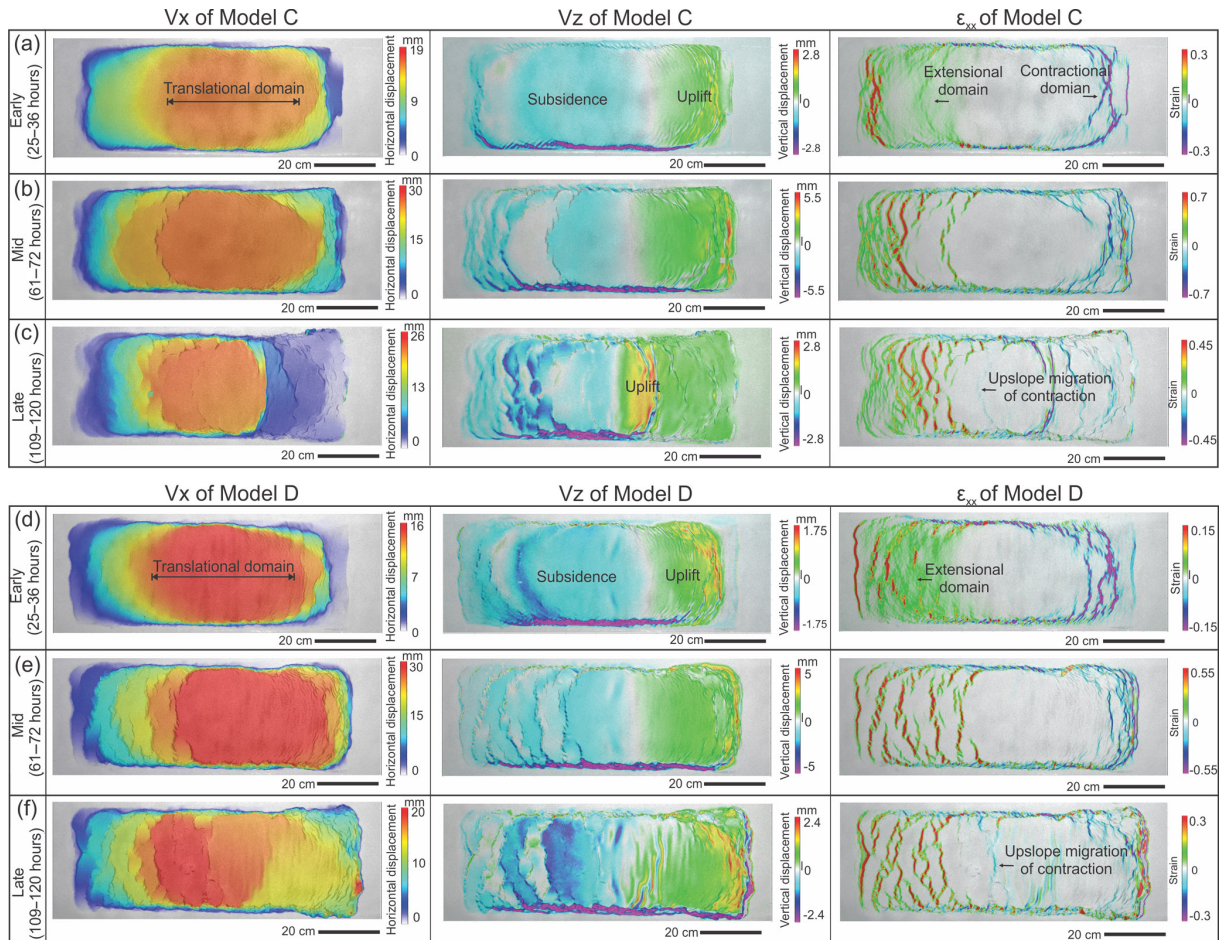 Vx of Model C
Vz of Model C
εxx of Model C
(a)
Early
(25–36 hours)
Translational domain
20 cm
mm
19
9
0
Horizontal displacement
Subsidence
Uplift
20 cm
mm
2.8
0
-2.8
Vertical displacement
Extensional
domain
Contractional
domian
20 cm
0.3
0
-0.3
Strain
(b)
Mid
(61–72 hours)
20 cm
mm
30
15
0
Horizontal displacement
20 cm
mm
5.5
0
-5.5
Vertical displacement
20 cm
0.7
0
-0.7
Strain
(c)
Late
(109–120 hours)
20 cm
mm
26
13
0
Horizontal displacement
Uplift
20 cm
mm
2.8
0
-2.8
Vertical displacement
Upslope migration
of contraction
20 cm
0.45
0
-0.45
Strain
Vx of Model D
Vz of Model D
εxx of Model D
(d)
Early
(25–36 hours)
Translational domain
20 cm
mm
16
7
0
Horizontal displacement
Subsidence
Uplift
20 cm
mm
1.75
0
-1.75
Vertical displacement
Extensional
domain
20 cm
0.15
0
-0.15
Strain
(e)
Mid
(61–72 hours)
20 cm
mm
30
15
0
Horizontal displacement
20 cm
mm
5
0
-5
Vertical displacement
20 cm
0.55
0
-0.55
Strain
(f)
Late
(109–120 hours)
20 cm
mm
20
10
0
Horizontal displacement
20 cm
mm
2.4
0
-2.4
Vertical displacement
Upslope migration
of contraction
20 cm
0.3
0
-0.3
Strain